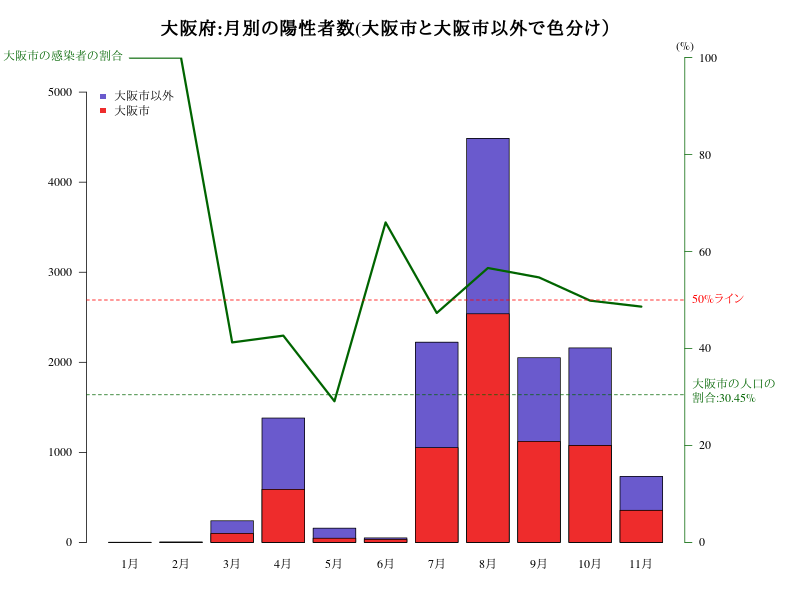 大阪府:月別の陽性者数(大阪市と大阪市以外で色分け）
(%)
大阪市の感染者の割合
100
5000
大阪市以外
大阪市
80
4000
60
3000
50%ライン
40
2000
大阪市の人口の
割合:30.45%
20
1000
0
0
1月 2月 3月 4月 5月 6月 7月 8月 9月 10月 11月